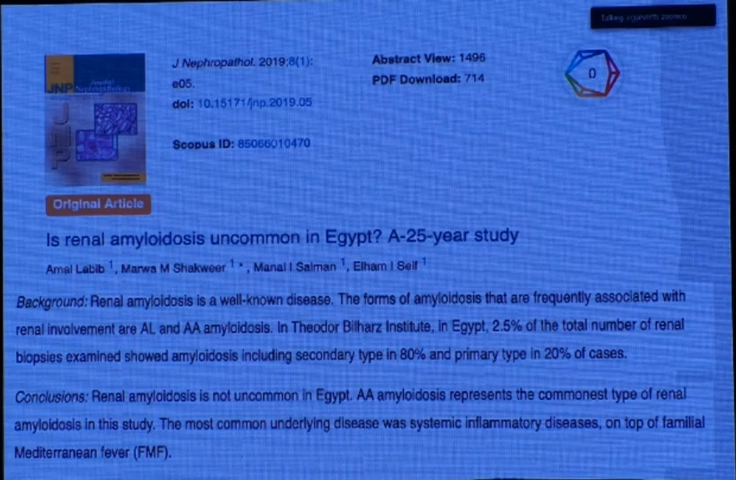 J Nephropathol. 2019;8(1):
e05.
doi: 10.15171/jnp.2019.05
Scopus ID: 85066010470
Abstract View: 1496
PDF Download: 714
0
JNP
Original Article
Is renal amyloidosis uncommon in Egypt? A-25-year study
Amal Labib 1, Marwa M Shakweer 1 *, Manal I Salman 1, Elham I Seif 1
Background: Renal amyloidosis is a well-known disease. The forms of amyloidosis that are frequently associated with
renal involvement are AL and AA amyloidosis. In Theodor Bilharz Institute, in Egypt, 2.5% of the total number of renal
biopsies examined showed amyloidosis including secondary type in 80% and primary type in 20% of cases.
Conclusions: Renal amyloidosis is not uncommon in Egypt. AA amyloidosis represents the commonest type of renal
amyloidosis in this study. The most common underlying disease was systemic inflammatory diseases, on top of familial
Mediterranean fever (FMF).